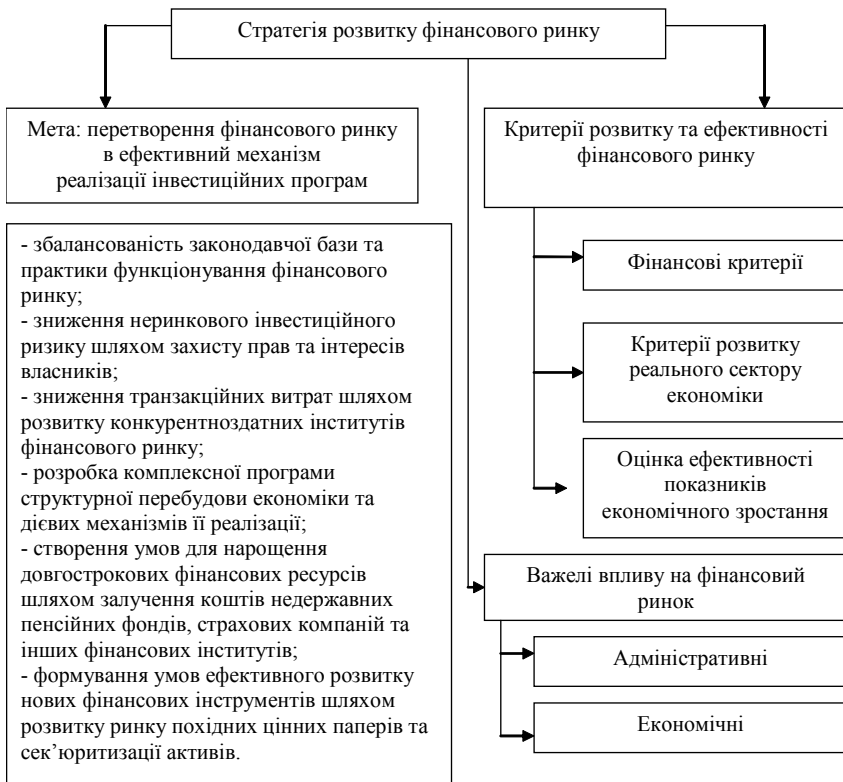 Стратегія розвитку фінансового ринку
Мета: перетворення фінансового ринку
в ефективний механізм
реалізації інвестиційних програм
- збалансованість законодавчої бази та
практики функціонування фінансового
ринку;
- зниження неринкового інвестиційного
ризику шляхом захисту прав та інтересів
власників;
- зниження транзакційних витрат шляхом
розвитку конкурентноздатних інститутів
фінансового ринку;
- розробка комплексної програми
структурної перебудови економіки та
дієвих механізмів її реалізації;
- створення умов для нарощення
довгострокових фінансових ресурсів
шляхом залучення коштів недержавних
пенсійних фондів, страхових компаній та
інших фінансових інститутів;
- формування умов ефективного розвитку
нових фінансових інструментів шляхом
розвитку ринку похідних цінних паперів та
сек’юритизації активів.
Критерії розвитку та ефективності
фінансового ринку
Фінансові критерії
Критерії розвитку
реального сектору
економіки
Оцінка ефективності
показників
економічного зростання
Важелі впливу на фінансовий
ринок
Адміністративні
Економічні